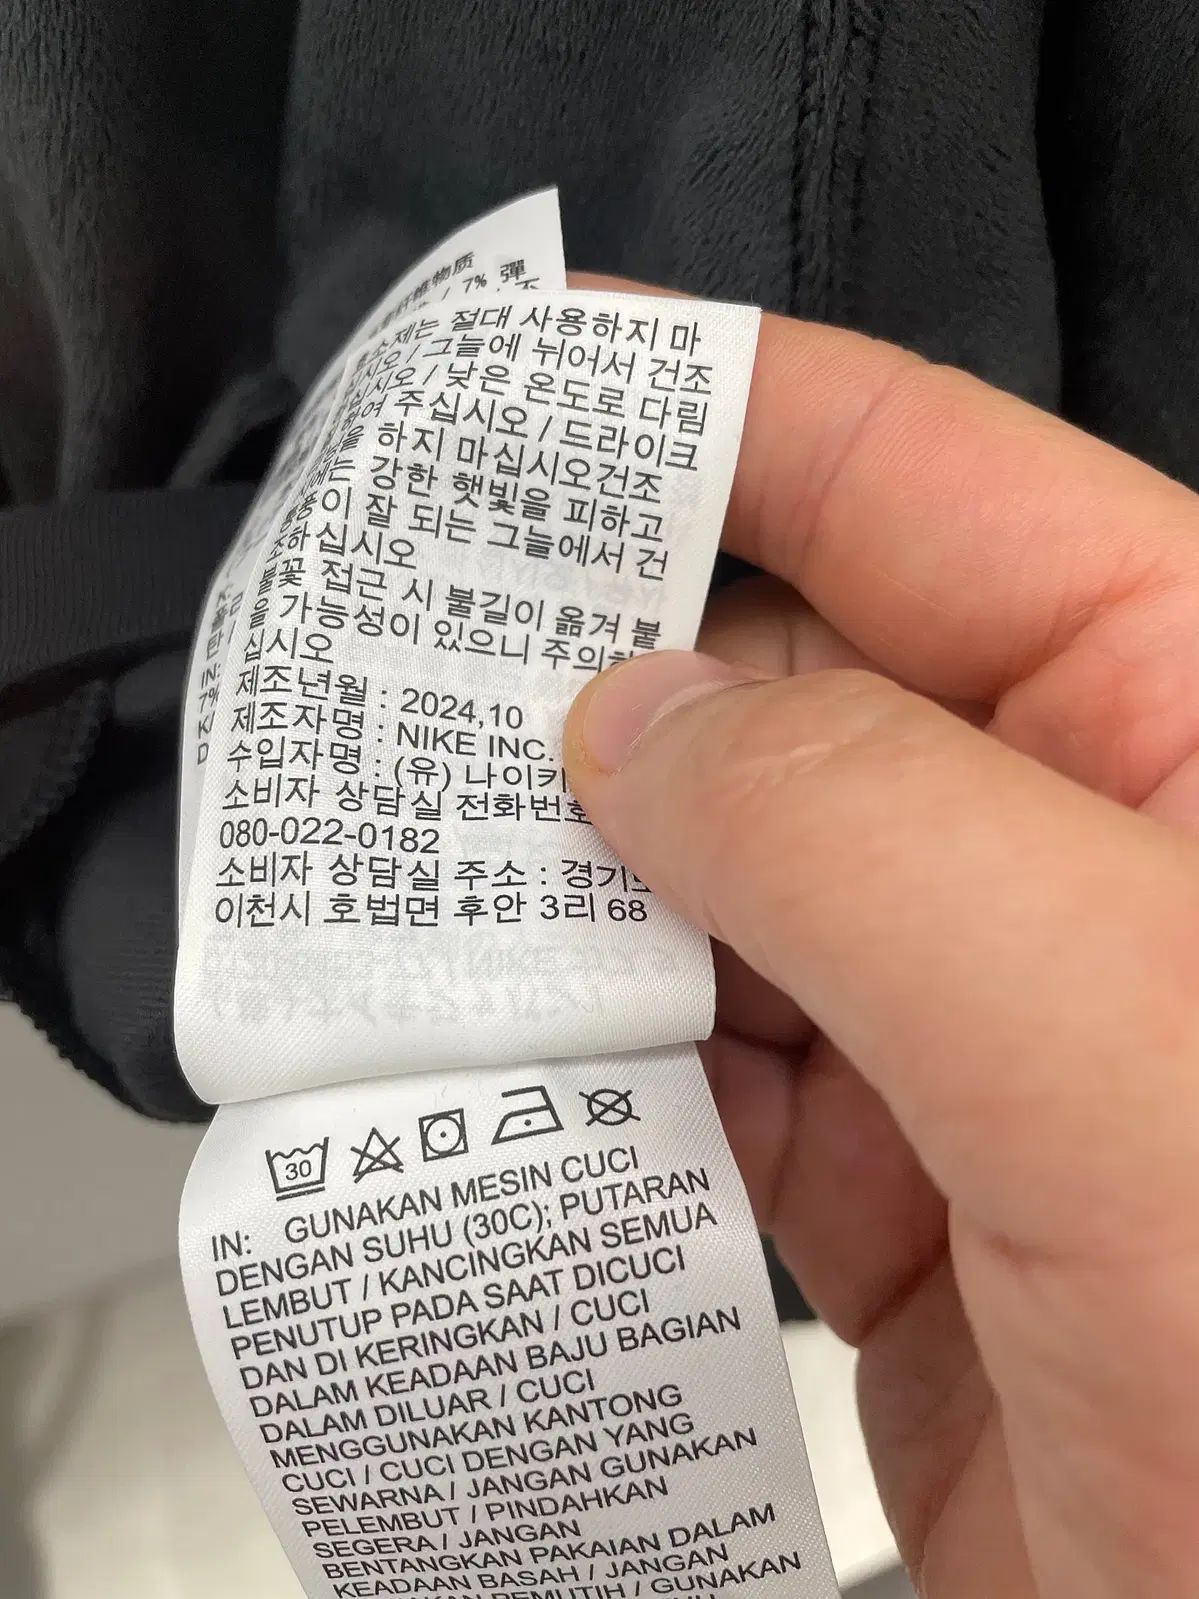 纤维物质
7% 彈
소제는 절대 사용하지 마
십시오 / 그늘에 뉘어서 건조
십시오 / 낮은 온도로 다림
하여 주십시오 / 드라이크
하지 마십시오건조
에는 강한 햇빛을 피하고
통풍이 잘 되는 그늘에서 건
조하십시오
불꽃 접근 시 불길이 옮겨 붙
을 가능성이 있으니 주의
십시오
제조년월 : 2024,10
제조자명 : NIKE INC.
수입자명 : (유) 나이키
소비자 상담실 전화번호
080-022-0182
소비자 상담실 주소 : 경기도
이천시 호법면 후안 3리 68
30
IN: GUNAKAN MESIN CUCI
DENGAN SUHU (30C); PUTARAN
LEMBUT / KANCINGKAN SEMUA
PENUTUP PADA SAAT DICUCI
DAN DI KERINGKAN / CUCI
DALAM KEADAAN BAJU BAGIAN
DALAM DILUAR / CUCI
MENGGUNAKAN KANTONG
CUCI / CUCI DENGAN YANG
SEWARNA / JANGAN GUNAKAN
PELEMBUT / PINDAHKAN
SEGERA / JANGAN
BENTANGKAN PAKAIAN DALAM
KEADAAN BASAH / JANGAN
PEMUTIH / GUNAKAN